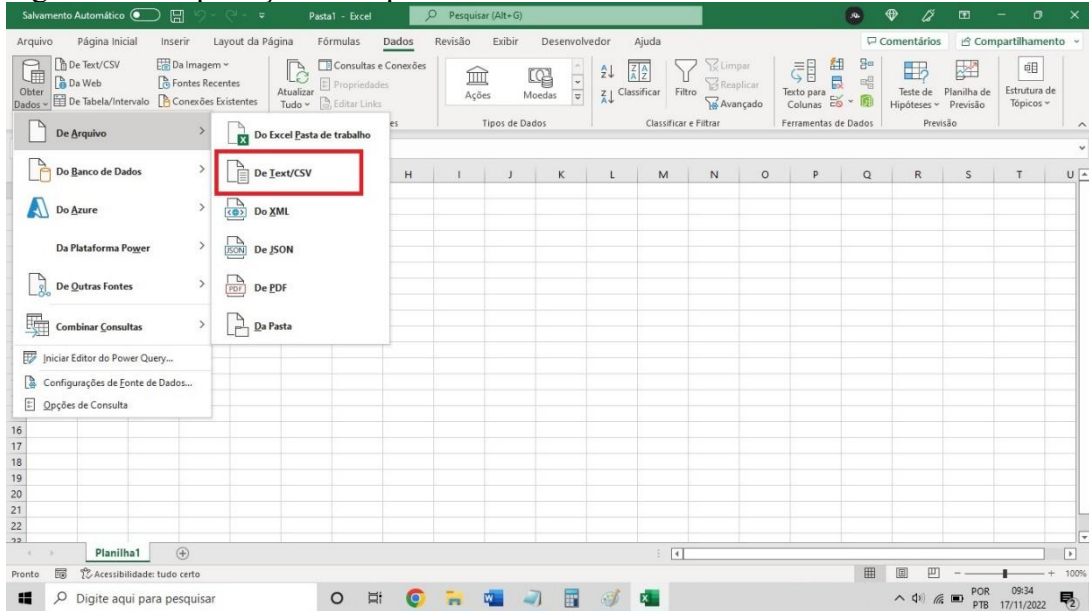 Salvamento Automático
Pasta1 - Excel
Pesquisar (Alt+G)
Arquivo Página Inicial Inserir Layout da Página Fórmulas Dados Revisão Exibir Desenvolvedor Ajuda
Comentários Compartilhamento
Obter Dados
De Text/CSV
Da Web
De Tabela/Intervalo
Da Imagem
Fontes Recentes
Conexões Existentes
Atualizar Tudo
Consultas e Conexões
Propriedades
Editar Links
Ações
Moedas
Tipos de Dados
Classificar
Filtro
Limpar
Reaplicar
Avançado
Classificar e Filtrar
Texto para Colunas
Ferramentas de Dados
Teste de Hipóteses
Planilha de Previsão
Previsão
Estrutura de Tópicos
De Arquivo
Do Banco de Dados
Do Azure
Da Plataforma Power
De Outras Fontes
Combinar Consultas
Iniciar Editor do Power Query...
Configurações de Fonte de Dados...
Opções de Consulta
Do Excel Pasta de trabalho
De Text/CSV
Do XML
De JSON
De PDF
Da Pasta
H I J K L M N O P Q R S T U
16
17
18
19
20
21
22
Planilha1
Pronto
Acessibilidade: tudo certo
100%
Digite aqui para pesquisar
POR
PTB
09:34
17/11/2022